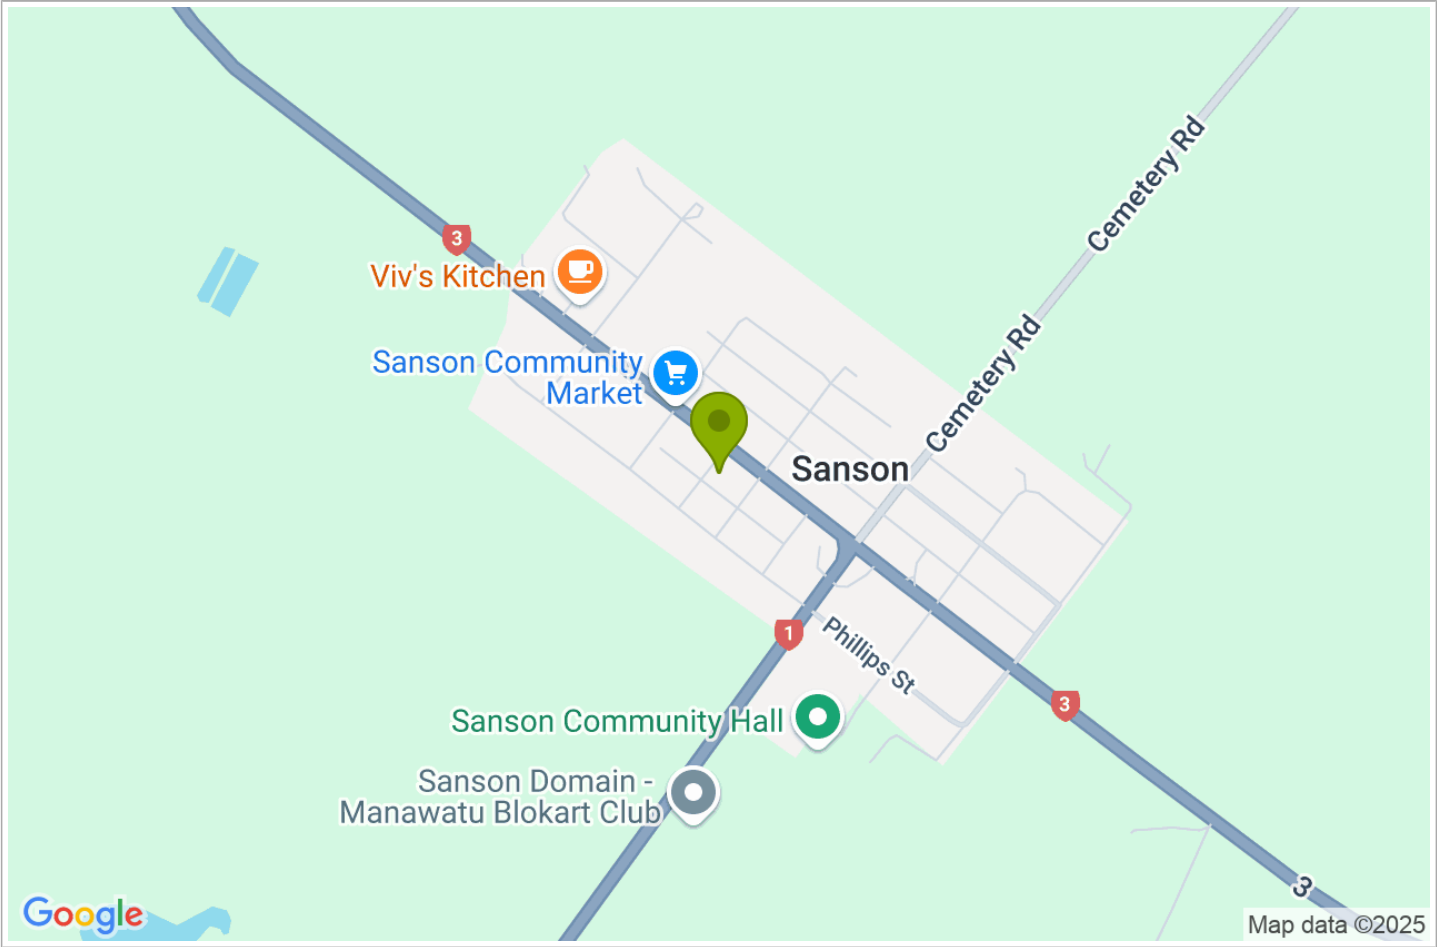 Cemetery Rd
3
Viv's Kitchen
Cemetery Rd
Sanson Community
Market
Sanson
1
Phillips St
3
Sanson Community Hall
Sanson Domain -
Manawatu Blokart Club
3
Google
Map data ©2025